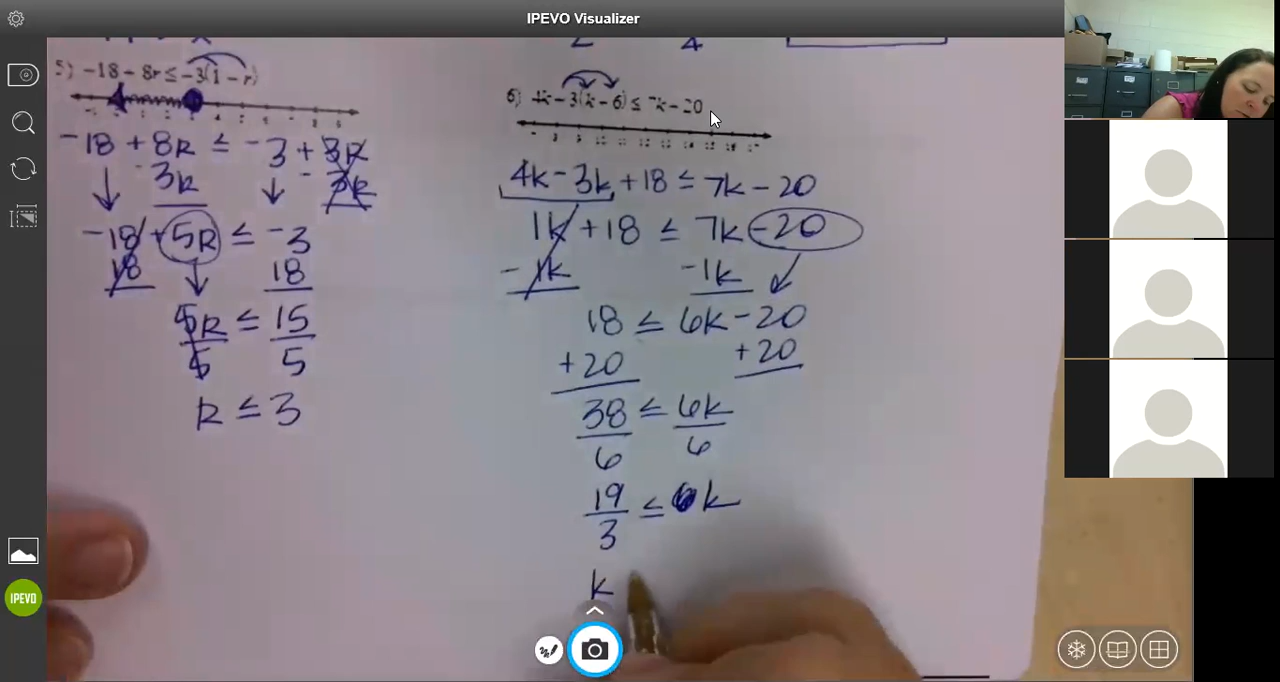 IPEVO Visualizer
5) -18 - 8r ≤ -3(1 - r)
-18 + 8R ≤ -3 + 3R
-3R - 3R
-18 + 5R ≤ -3
18 18
5R ≤ 15
5 5
R ≤ 3
2 4
6) 4k - 3(k - 6) ≤ 7k - 20
4k - 3k + 18 ≤ 7k - 20
1k + 18 ≤ 7k - 20
- 1k - 1k
18 ≤ 6k - 20
+ 20 + 20
38 ≤ 6k
6 6
19 ≤ k
3
k
IPEVO